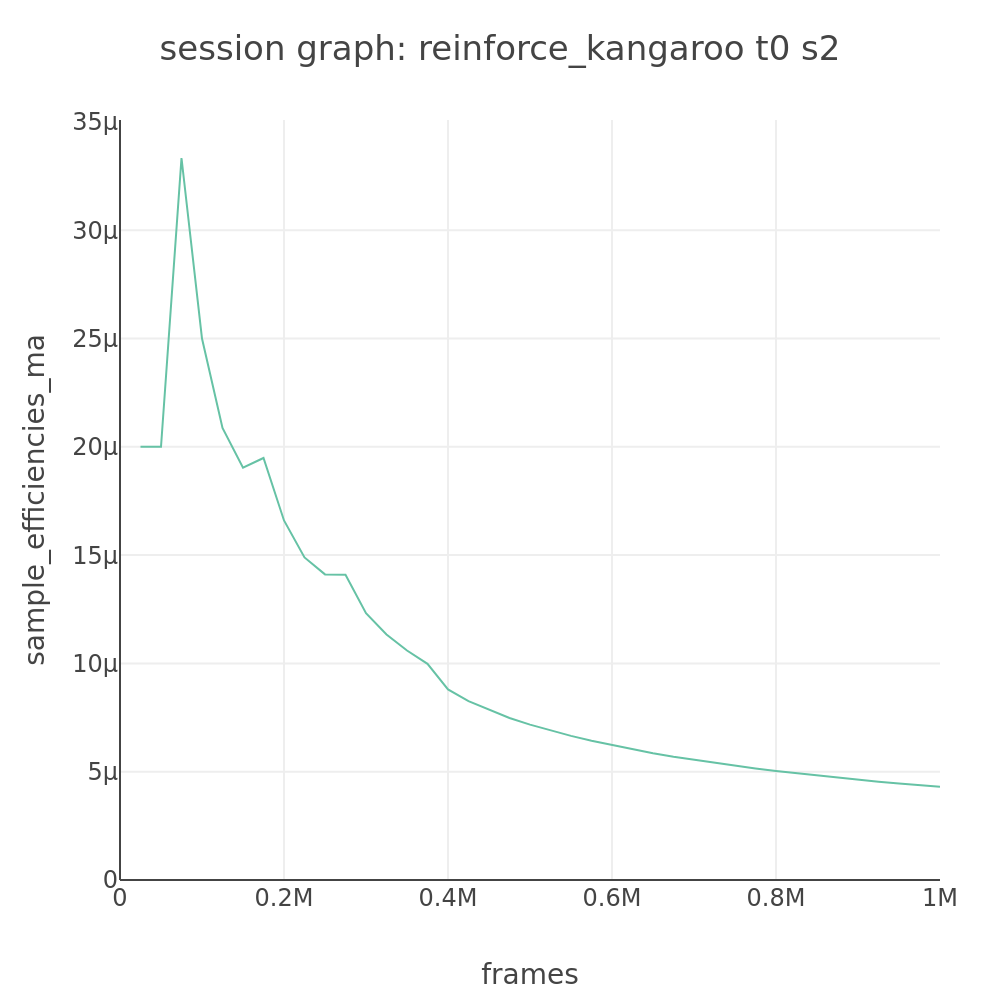 session graph: reinforce_kangaroo t0 s2
sample_efficiencies_ma
35μ
30μ
25μ
20μ
15μ
10μ
5μ
0
0
0.2M
0.4M
0.6M
0.8M
1M
frames